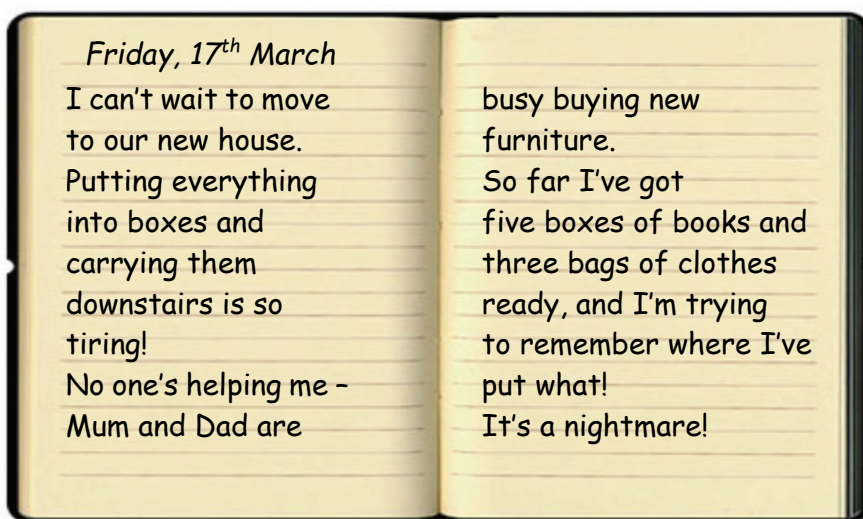 Friday, 17th March
I can't wait to move
to our new house.
Putting everything
into boxes and
carrying them
downstairs is so
tiring!
No one's helping me –
Mum and Dad are
busy buying new
furniture.
So far I've got
five boxes of books and
three bags of clothes
ready, and I'm trying
to remember where I've
put what!
It's a nightmare!